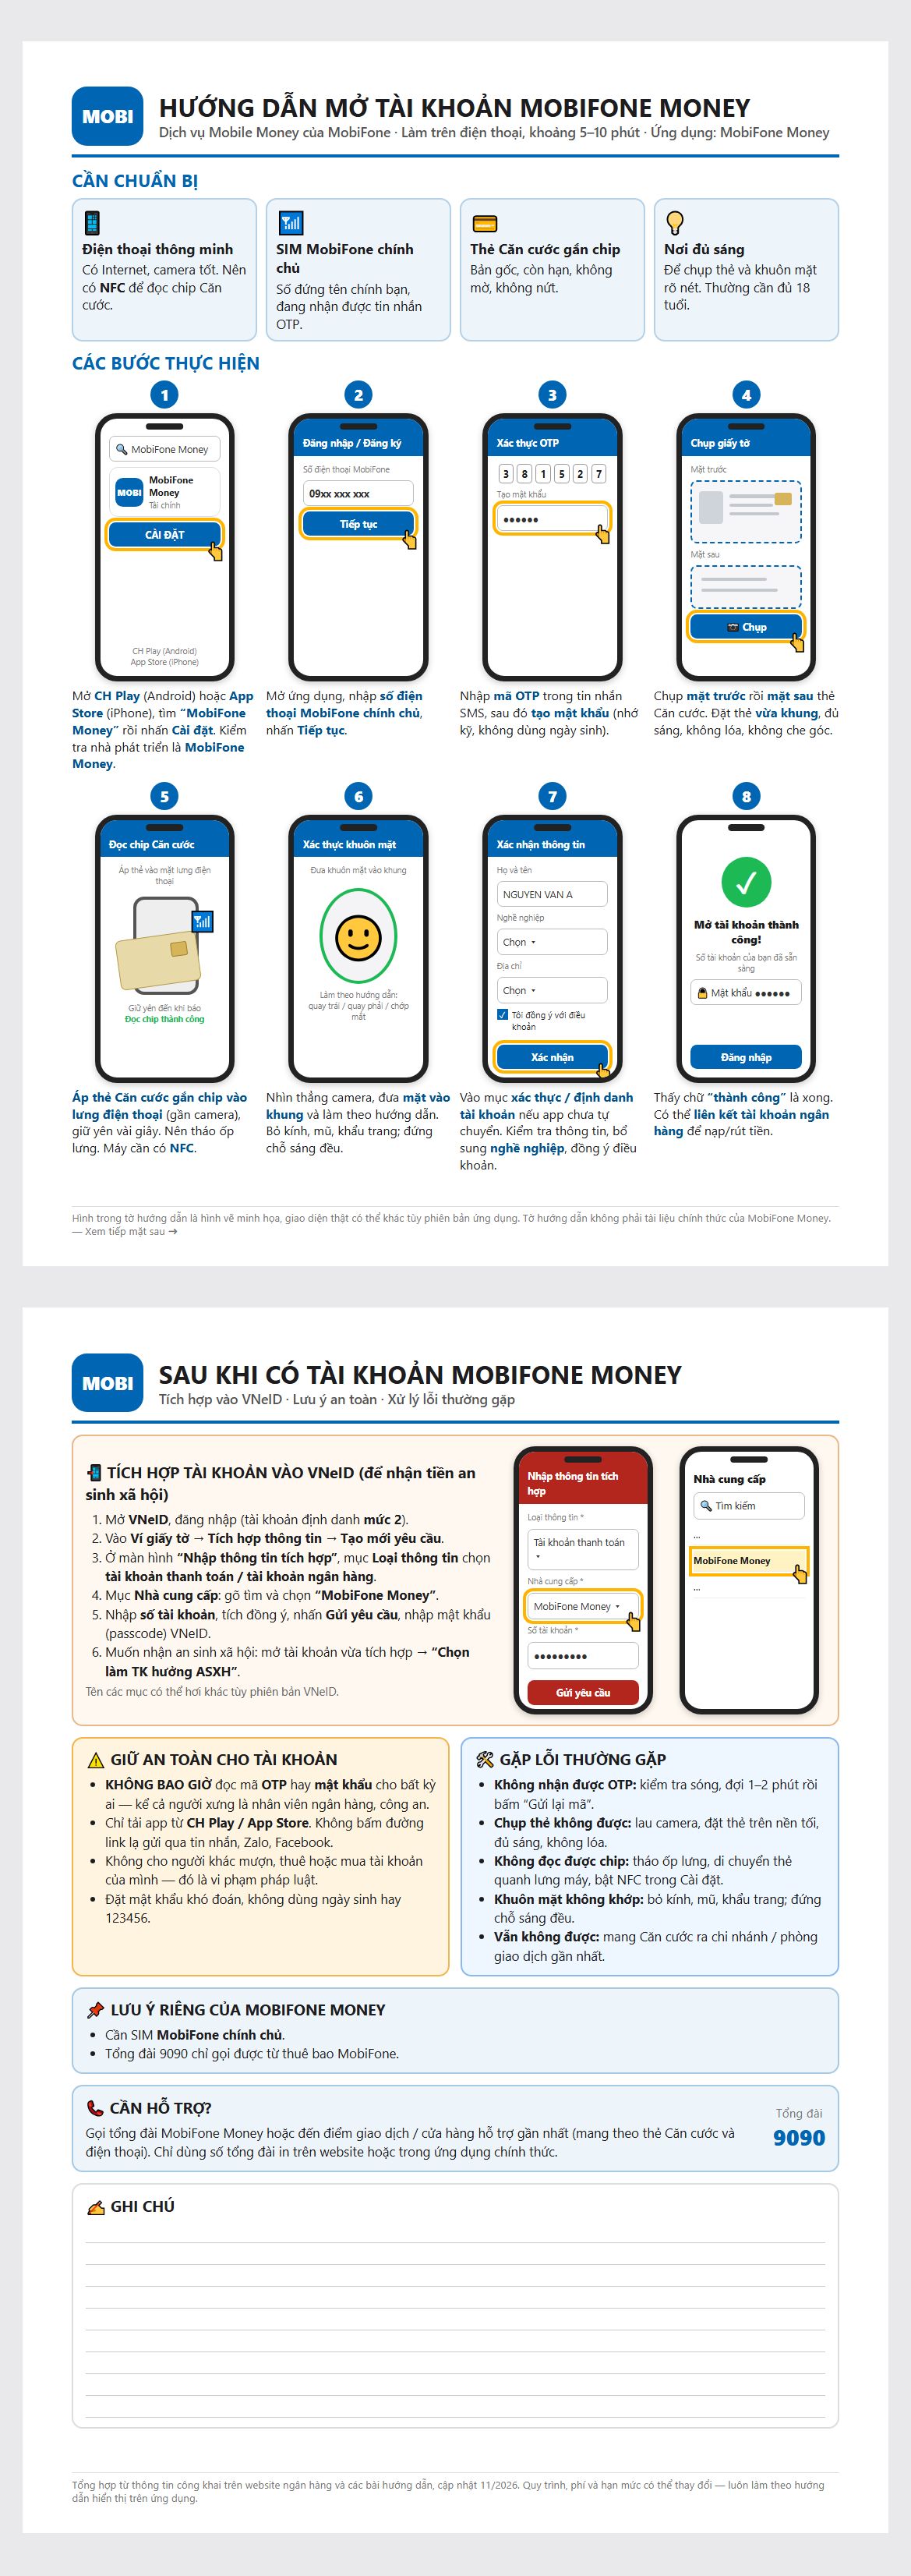 MOBI
HƯỚNG DẪN MỞ TÀI KHOẢN MOBIFONE MONEY
Dịch vụ Mobile Money của MobiFone · Làm trên điện thoại, khoảng 5–10 phút · Ứng dụng: MobiFone Money
CẦN CHUẨN BỊ
Điện thoại thông minh
Có Internet, camera tốt. Nên
có NFC để đọc chip Căn
cước.
SIM MobiFone chính
chủ
Số đứng tên chính bạn,
đang nhận được tin nhắn
OTP.
Thẻ Căn cước gắn chip
Bản gốc, còn hạn, không
mờ, không nứt.
Nơi đủ sáng
Để chụp thẻ và khuôn mặt
rõ nét. Thường cần đủ 18
tuổi.
CÁC BƯỚC THỰC HIỆN
1
MobiFone Money
MOBI
MobiFone
Money
Tài chính
CÀI ĐẶT
CH Play (Android)
App Store (iPhone)
Mở CH Play (Android) hoặc App
Store (iPhone), tìm “MobiFone
Money” rồi nhấn Cài đặt. Kiểm
tra nhà phát triển là MobiFone
Money.
2
Đăng nhập / Đăng ký
Số điện thoại MobiFone
09xx xxx xxx
Tiếp tục
Mở ứng dụng, nhập số điện
thoại MobiFone chính chủ,
nhấn Tiếp tục.
3
Xác thực OTP
3 8 1 5 2 7
Tạo mật khẩu
●●●●●●
Nhập mã OTP trong tin nhắn
SMS, sau đó tạo mật khẩu (nhớ
kỹ, không dùng ngày sinh).
4
Chụp giấy tờ
Mặt trước
Mặt sau
Chụp
Chụp mặt trước rồi mặt sau thẻ
Căn cước. Đặt thẻ vừa khung, đủ
sáng, không lóa, không che góc.
5
Đọc chip Căn cước
Áp thẻ vào mặt lưng điện
thoại
Giữ yên đến khi báo
Đọc chip thành công
Áp thẻ Căn cước gắn chip vào
lưng điện thoại (gần camera),
giữ yên vài giây. Nên tháo ốp
lưng. Máy cần có NFC.
6
Xác thực khuôn mặt
Đưa khuôn mặt vào khung
Làm theo hướng dẫn:
quay trái / quay phải / chớp
mắt
Nhìn thẳng camera, đưa mặt vào
khung và làm theo hướng dẫn.
Bỏ kính, mũ, khẩu trang; đứng
chỗ sáng đều.
7
Xác nhận thông tin
Họ và tên
NGUYEN VAN A
Nghề nghiệp
Chọn ▾
Địa chỉ
Chọn ▾
Tôi đồng ý với điều
khoản
Xác nhận
Vào mục xác thực / định danh
tài khoản nếu app chưa tự
chuyển. Kiểm tra thông tin, bổ
sung nghề nghiệp, đồng ý điều
khoản.
8
Mở tài khoản thành
công!
Số tài khoản của bạn đã sẵn
sàng
Mật khẩu ●●●●●●
Đăng nhập
Thấy chữ “thành công” là xong.
Có thể liên kết tài khoản ngân
hàng để nạp/rút tiền.
Hình trong tờ hướng dẫn là hình vẽ minh họa, giao diện thật có thể khác tùy phiên bản ứng dụng. Tờ hướng dẫn không phải tài liệu chính thức của MobiFone Money.
— Xem tiếp mặt sau →
MOBI
SAU KHI CÓ TÀI KHOẢN MOBIFONE MONEY
Tích hợp vào VNeID · Lưu ý an toàn · Xử lý lỗi thường gặp
TÍCH HỢP TÀI KHOẢN VÀO VNeID (để nhận tiền an
sinh xã hội)
1. Mở VNeID, đăng nhập (tài khoản định danh mức 2).
2. Vào Ví giấy tờ → Tích hợp thông tin → Tạo mới yêu cầu.
3. Ở màn hình “Nhập thông tin tích hợp”, mục Loại thông tin chọn
tài khoản thanh toán / tài khoản ngân hàng.
4. Mục Nhà cung cấp: gõ tìm và chọn “MobiFone Money”.
5. Nhập số tài khoản, tích đồng ý, nhấn Gửi yêu cầu, nhập mật khẩu
(passcode) VNeID.
6. Muốn nhận an sinh xã hội: mở tài khoản vừa tích hợp → “Chọn
làm TK hưởng ASXH”.
Tên các mục có thể hơi khác tùy phiên bản VNeID.
Nhập thông tin tích
hợp
Loại thông tin *
Tài khoản thanh toán
▾
Nhà cung cấp *
MobiFone Money ▾
Số tài khoản *
●●●●●●●●●
Gửi yêu cầu
Nhà cung cấp
Tìm kiếm
...
MobiFone Money
...
GIỮ AN TOÀN CHO TÀI KHOẢN
• KHÔNG BAO GIỜ đọc mã OTP hay mật khẩu cho bất kỳ
ai — kể cả người xưng là nhân viên ngân hàng, công an.
• Chỉ tải app từ CH Play / App Store. Không bấm đường
link lạ gửi qua tin nhắn, Zalo, Facebook.
• Không cho người khác mượn, thuê hoặc mua tài khoản
của mình — đó là vi phạm pháp luật.
• Đặt mật khẩu khó đoán, không dùng ngày sinh hay
123456.
GẶP LỖI THƯỜNG GẶP
• Không nhận được OTP: kiểm tra sóng, đợi 1–2 phút rồi
bấm “Gửi lại mã”.
• Chụp thẻ không được: lau camera, đặt thẻ trên nền tối,
đủ sáng, không lóa.
• Không đọc được chip: tháo ốp lưng, di chuyển thẻ
quanh lưng máy, bật NFC trong Cài đặt.
• Khuôn mặt không khớp: bỏ kính, mũ, khẩu trang; đứng
chỗ sáng đều.
• Vẫn không được: mang Căn cước ra chi nhánh / phòng
giao dịch gần nhất.
LƯU Ý RIÊNG CỦA MOBIFONE MONEY
• Cần SIM MobiFone chính chủ.
• Tổng đài 9090 chỉ gọi được từ thuê bao MobiFone.
CẦN HỖ TRỢ?
Gọi tổng đài MobiFone Money hoặc đến điểm giao dịch / cửa hàng hỗ trợ gần nhất (mang theo thẻ Căn cước và
điện thoại). Chỉ dùng số tổng đài in trên website hoặc trong ứng dụng chính thức.
Tổng đài
9090
GHI CHÚ
Tổng hợp từ thông tin công khai trên website ngân hàng và các bài hướng dẫn, cập nhật 11/2026. Quy trình, phí và hạn mức có thể thay đổi — luôn làm theo hướng
dẫn hiển thị trên ứng dụng.